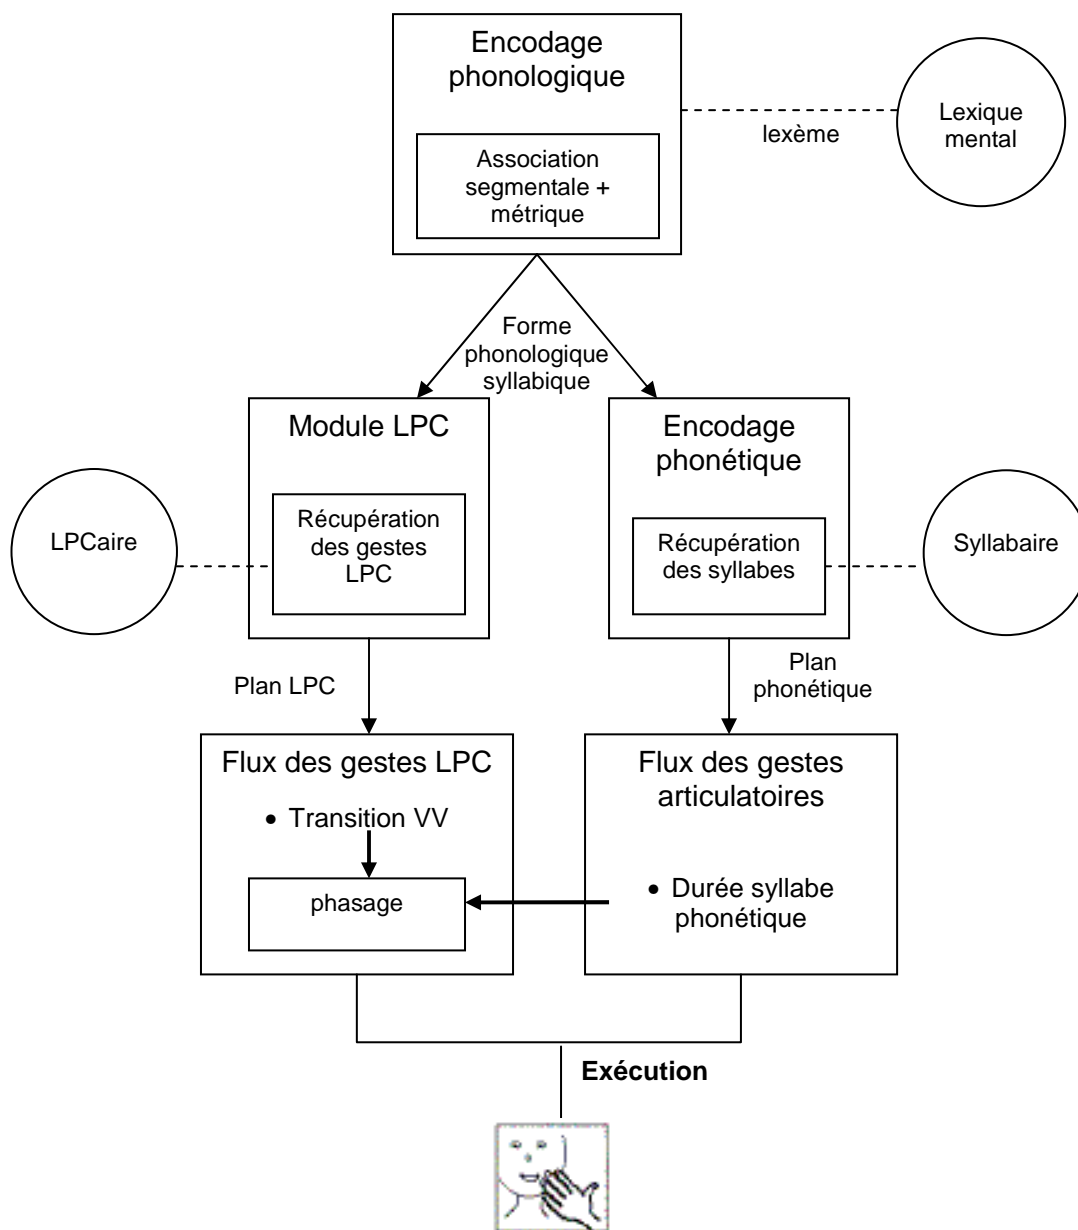 Encodage
phonologique
Lexique
mental
lexème
Association
segmentale +
métrique
Forme
phonologique
syllabique
Module LPC
Encodage
phonétique
LPCaire
Récupération
des gestes
LPC
Récupération
des syllabes
Syllabaire
Plan LPC
Plan
phonétique
Flux des gestes LPC
• Transition VV
phasage
Flux des gestes
articulatoires
• Durée syllabe
phonétique
Exécution